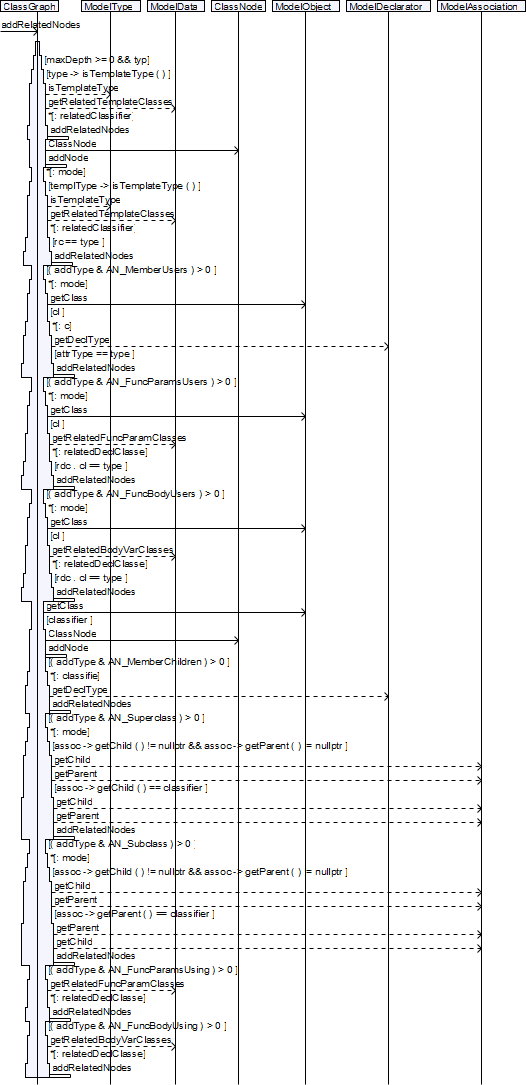 ClassGraph ModelType ModelData ClassNode ModelObject ModelDeclarator ModelAssociation
addRelatedNodes
[maxDepth >= 0 && typ]
[type -> isTemplateType ( ) ]
isTemplateType
getRelatedTemplateClasses
*[: relatedClassifier]
addRelatedNodes
ClassNode
addNode
*[: mode]
[templType -> isTemplateType ( ) ]
isTemplateType
getRelatedTemplateClasses
*[: relatedClassifier]
[rc == type ]
addRelatedNodes
[( addType & AN_MemberUsers ) > 0 ]
*[: mode]
getClass
[cl ]
*[: c]
getDeclType
[attrType == type ]
addRelatedNodes
[( addType & AN_FuncParamsUsers ) > 0 ]
*[: mode]
getClass
[cl ]
getRelatedFuncParamClasses
*[: relatedDeclClasse]
[rdc . cl == type ]
addRelatedNodes
[( addType & AN_FuncBodyUsers ) > 0 ]
*[: mode]
getClass
[cl ]
getRelatedBodyVarClasses
*[: relatedDeclClasse]
[rdc . cl == type ]
addRelatedNodes
getClass
[classifier ]
ClassNode
addNode
[( addType & AN_MemberChildren ) > 0 ]
*[: classifie]
getDeclType
addRelatedNodes
[( addType & AN_Superclass ) > 0 ]
*[: mode]
[assoc -> getChild ( ) != nullptr && assoc -> getParent ( ) != nullptr ]
getChild
getParent
[assoc -> getChild ( ) == classifier ]
getChild
getParent
addRelatedNodes
[( addType & AN_Subclass ) > 0 ]
*[: mode]
[assoc -> getChild ( ) != nullptr && assoc -> getParent ( ) != nullptr ]
getChild
getParent
[assoc -> getParent ( ) == classifier ]
getParent
getChild
addRelatedNodes
[( addType & AN_FuncParamsUsing ) > 0 ]
getRelatedFuncParamClasses
*[: relatedDeclClasse]
addRelatedNodes
[( addType & AN_FuncBodyUsing ) > 0 ]
getRelatedBodyVarClasses
*[: relatedDeclClasse]
addRelatedNodes